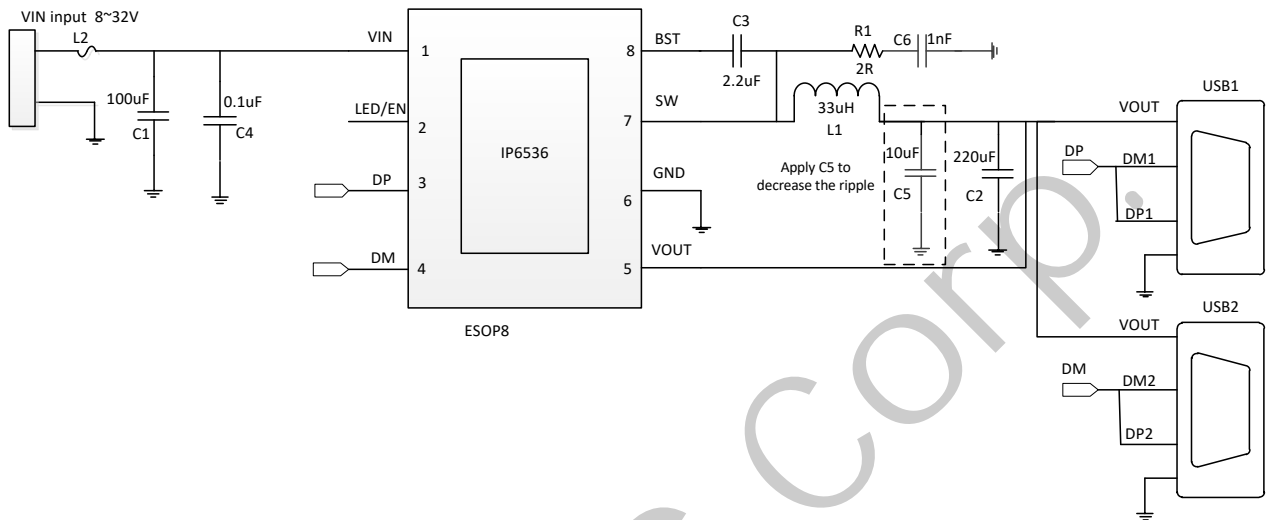 VIN input 8~32V
L2
VIN
1
100uF
C1
0.1uF
C4
LED/EN
2
DP
3
DM
4
IP6536
ESOP8
8
BST
C3
2.2uF
R1
2R
C6
1nF
SW
7
33uH
L1
GND
6
VOUT
5
Apply C5 to
decrease the ripple
10uF
C5
220uF
C2
USB1
VOUT
DP
DM1
DP1
USB2
VOUT
DM
DM2
DP2
s Corp.